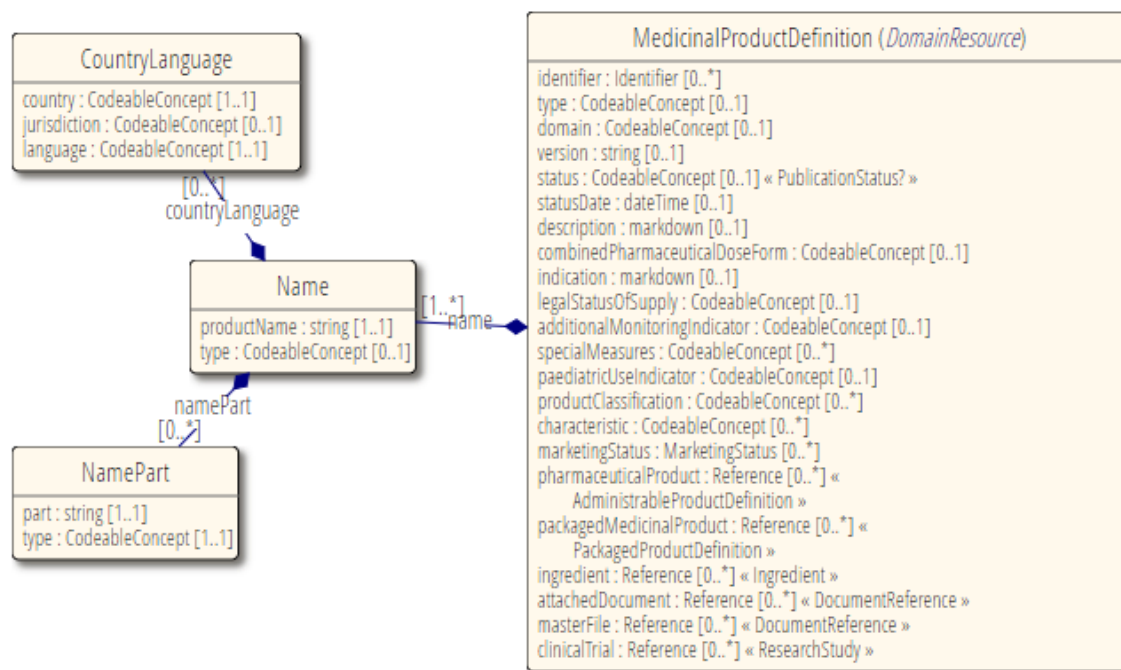 CountryLanguage
country : CodeableConcept [1..1]
jurisdiction : CodeableConcept [0..1]
language : CodeableConcept [1..1]
[0..*]
countryLanguage
Name
productName : string [1..1]
type : CodeableConcept [0..1]
[1..*]
name
namePart
[0..*]
NamePart
part : string [1..1]
type : CodeableConcept [1..1]
MedicinalProductDefinition (DomainResource)
identifier : Identifier [0..*]
type : CodeableConcept [0..1]
domain : CodeableConcept [0..1]
version : string [0..1]
status : CodeableConcept [0..1] « PublicationStatus? »
statusDate : dateTime [0..1]
description : markdown [0..1]
combinedPharmaceuticalDoseForm : CodeableConcept [0..1]
indication : markdown [0..1]
legalStatusOfSupply : CodeableConcept [0..1]
additionalMonitoringIndicator : CodeableConcept [0..1]
specialMeasures : CodeableConcept [0..*]
paediatricUseIndicator : CodeableConcept [0..1]
productClassification : CodeableConcept [0..*]
characteristic : CodeableConcept [0..*]
marketingStatus : MarketingStatus [0..*]
pharmaceuticalProduct : Reference [0..*] «
AdministrableProductDefinition »
packagedMedicinalProduct : Reference [0..*] «
PackagedProductDefinition »
ingredient : Reference [0..*] « Ingredient »
attachedDocument : Reference [0..*] « DocumentReference »
masterFile : Reference [0..*] « DocumentReference »
clinicalTrial : Reference [0..*] « ResearchStudy »